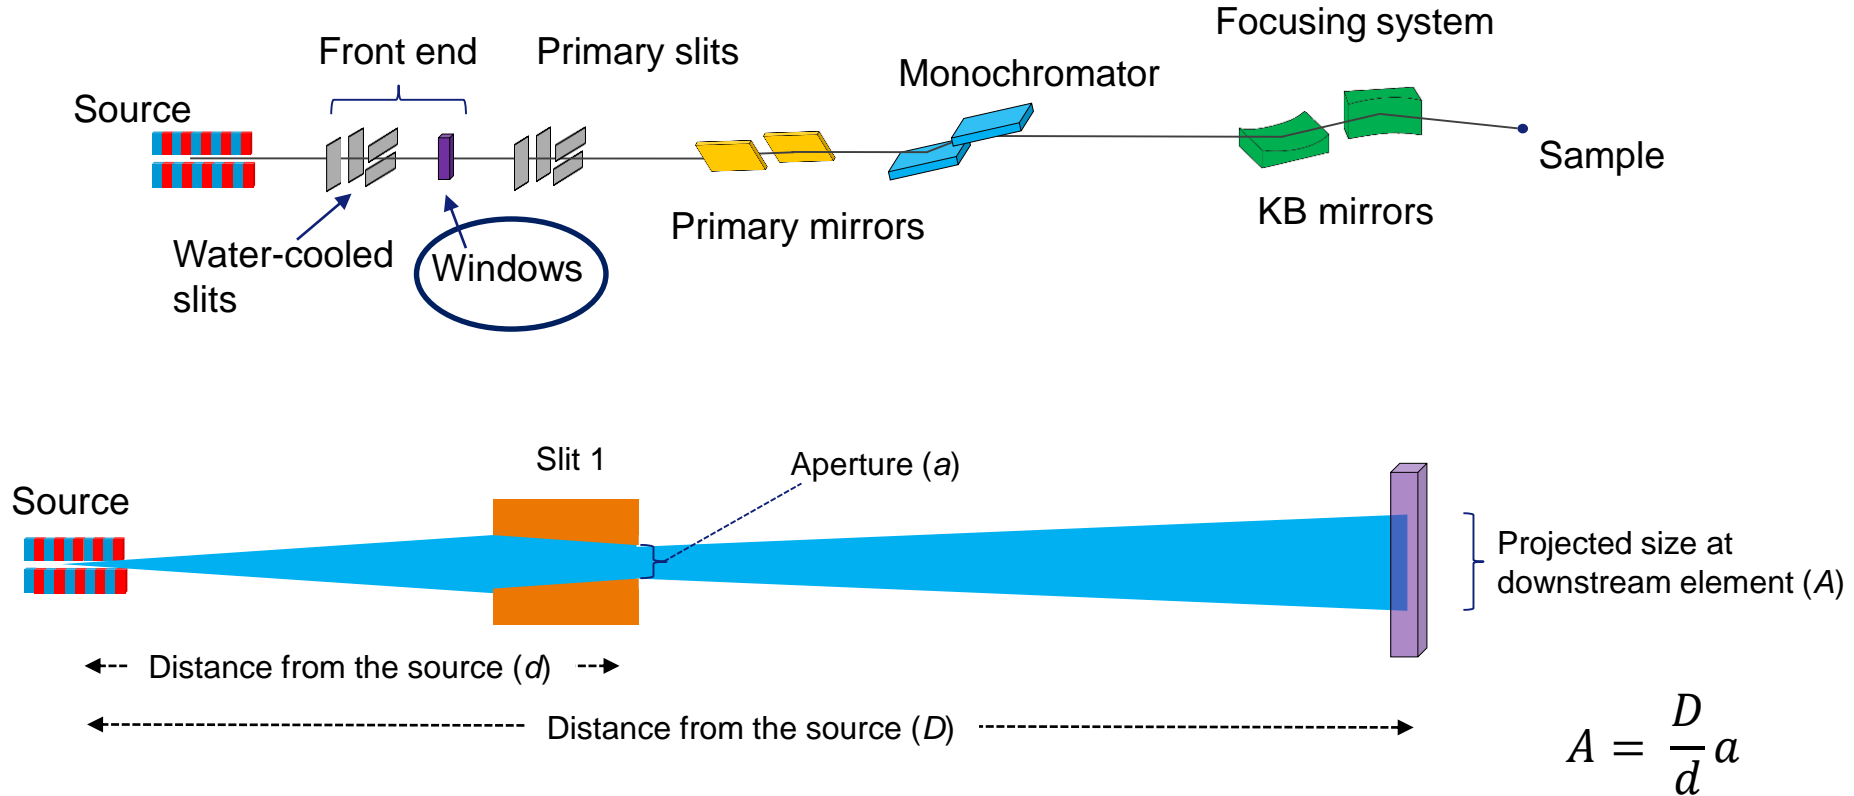 Focusing system
Front end
Primary slits
Monochromator
Source
Sample
KB mirrors
Primary mirrors
Water-cooled
slits
Windows
Slit 1
Aperture (a)
Source
Projected size at
downstream element (A)
Distance from the source (d)
Distance from the source (D)
A = D/d a